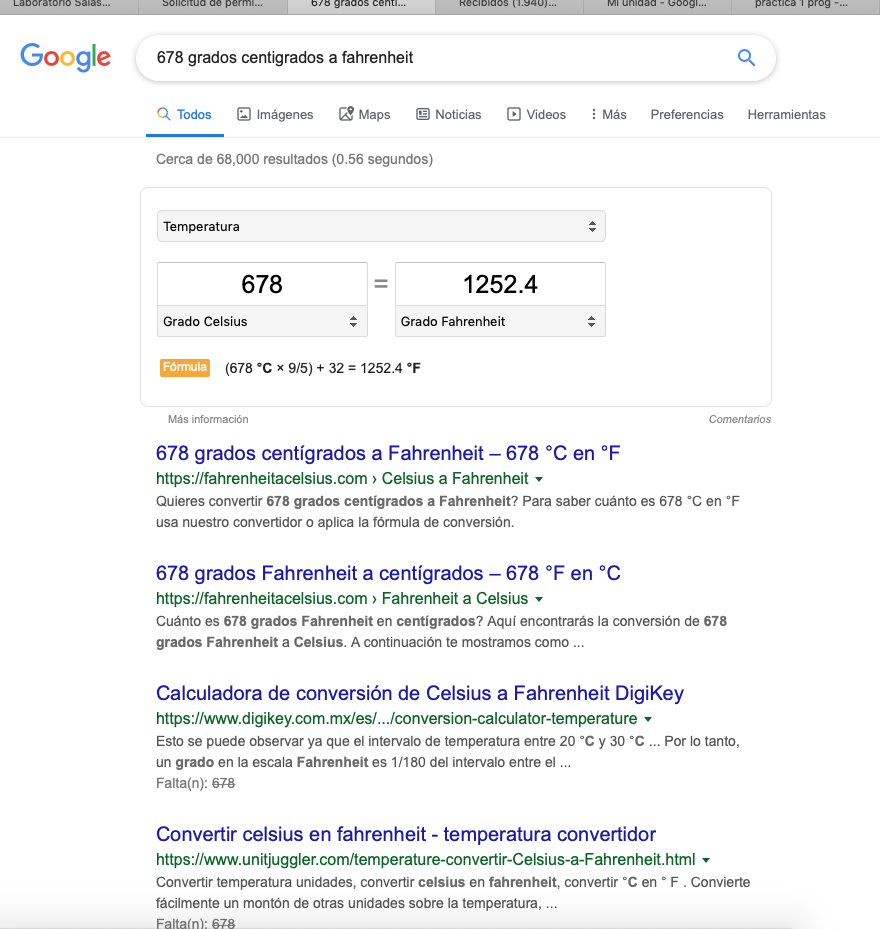 Laboratorio Salas...
Solicitud de permi...
678 grados centi...
Recibidos (1.940)...
Mi unidad - Googl...
practica 1 prog -...
Google
678 grados centigrados a fahrenheit
Todos
Imágenes
Maps
Noticias
Videos
Más
Preferencias
Herramientas
Cerca de 68,000 resultados (0.56 segundos)
Temperatura
678 = 1252.4
Grado Celsius
Grado Fahrenheit
Fórmula (678 °C × 9/5) + 32 = 1252.4 °F
Más información
Comentarios
678 grados centígrados a Fahrenheit – 678 °C en °F
https://fahrenheitacelsius.com › Celsius a Fahrenheit
Quieres convertir 678 grados centígrados a Fahrenheit? Para saber cuánto es 678 °C en °F
usa nuestro convertidor o aplica la fórmula de conversión.
678 grados Fahrenheit a centígrados – 678 °F en °C
https://fahrenheitacelsius.com › Fahrenheit a Celsius
Cuánto es 678 grados Fahrenheit en centígrados? Aquí encontrarás la conversión de 678
grados Fahrenheit a Celsius. A continuación te mostramos como ...
Calculadora de conversión de Celsius a Fahrenheit DigiKey
https://www.digikey.com.mx/es/.../conversion-calculator-temperature
Esto se puede observar ya que el intervalo de temperatura entre 20 °C y 30 °C ... Por lo tanto,
un grado en la escala Fahrenheit es 1/180 del intervalo entre el ...
Falta(n): 678
Convertir celsius en fahrenheit - temperatura convertidor
https://www.unitjuggler.com/temperature-convertir-Celsius-a-Fahrenheit.html
Convertir temperatura unidades, convertir celsius en fahrenheit, convertir °C en ° F . Convierte
fácilmente un montón de otras unidades sobre la temperatura, ...
Falta(n): 678